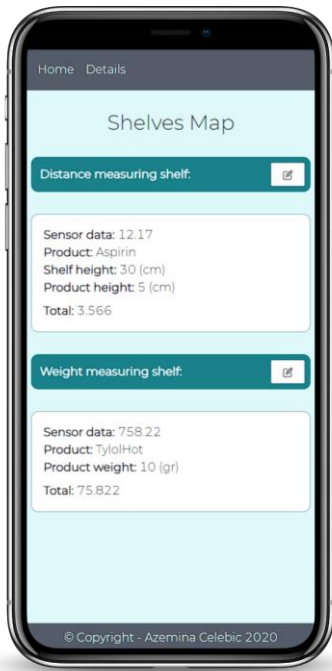 Home Details
Shelves Map
Distance measuring shelf:
Sensor data: 12.17
Product: Aspirin
Shelf height: 30 (cm)
Product height: 5 (cm)
Total: 3.566
Weight measuring shelf:
Sensor data: 758.22
Product: TylolHot
Product weight: 10 (gr)
Total: 75.822
© Copyright - Azemina Celebic 2020